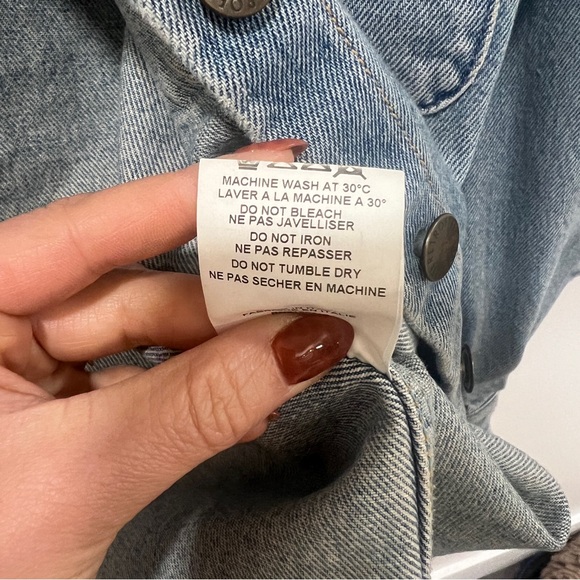 MACHINE WASH AT 30°C
LAVER A LA MACHINE A 30°
DO NOT BLEACH
NE PAS JAVELLISER
DO NOT IRON
NE PAS REPASSER
DO NOT TUMBLE DRY
NE PAS SECHER EN MACHINE